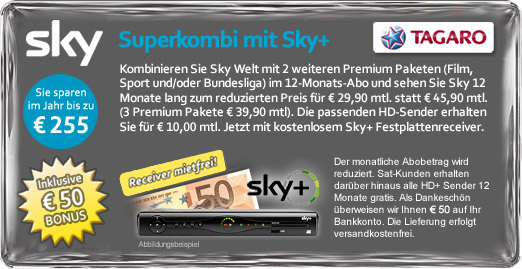 sky
Superkombi mit Sky+
TAGARO
Kombinieren Sie Sky Welt mit 2 weiteren Premium Paketen (Film,
Sport und/oder Bundesliga) im 12-Monats-Abo und sehen Sie Sky 12
Monate lang zum reduzierten Preis für € 29,90 mtl. statt € 45,90 mtl.
(3 Premium Pakete € 39,90 mtl). Die passenden HD-Sender erhalten
Sie für € 10,00 mtl. Jetzt mit kostenlosem Sky+ Festplattenreceiver.
Sie sparen
im Jahr bis zu
€ 255
Inklusive
€ 50
BONUS
Receiver mietfrei!
50
sky+
sky+
Abbildungsbeispiel
Der monatliche Abobetrag wird
reduziert. Sat-Kunden erhalten
darüber hinaus alle HD+ Sender 12
Monate gratis. Als Dankeschön
überweisen wir Ihnen € 50 auf Ihr
Bankkonto. Die Lieferung erfolgt
versandkostenfrei.